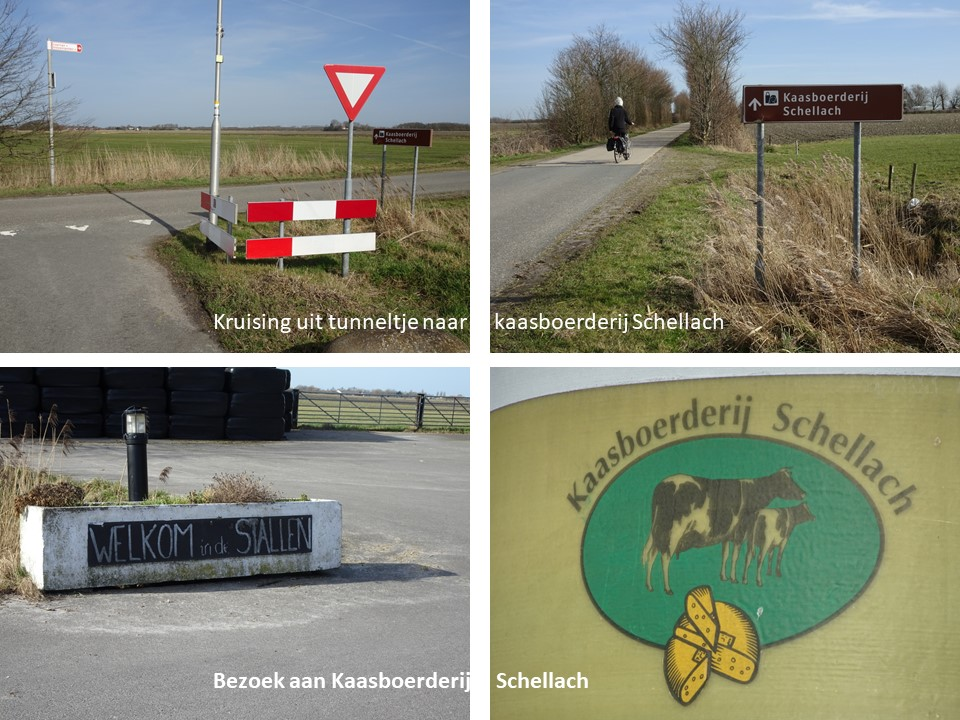 Kaasboerderij
Schellach
Kaasboerderij
Schellach
Kruising uit tunneltje naar kaasboerderij Schellach
WELKOM in de STALLEN
Kaasboerderij Schellach
Bezoek aan Kaasboerderij Schellach